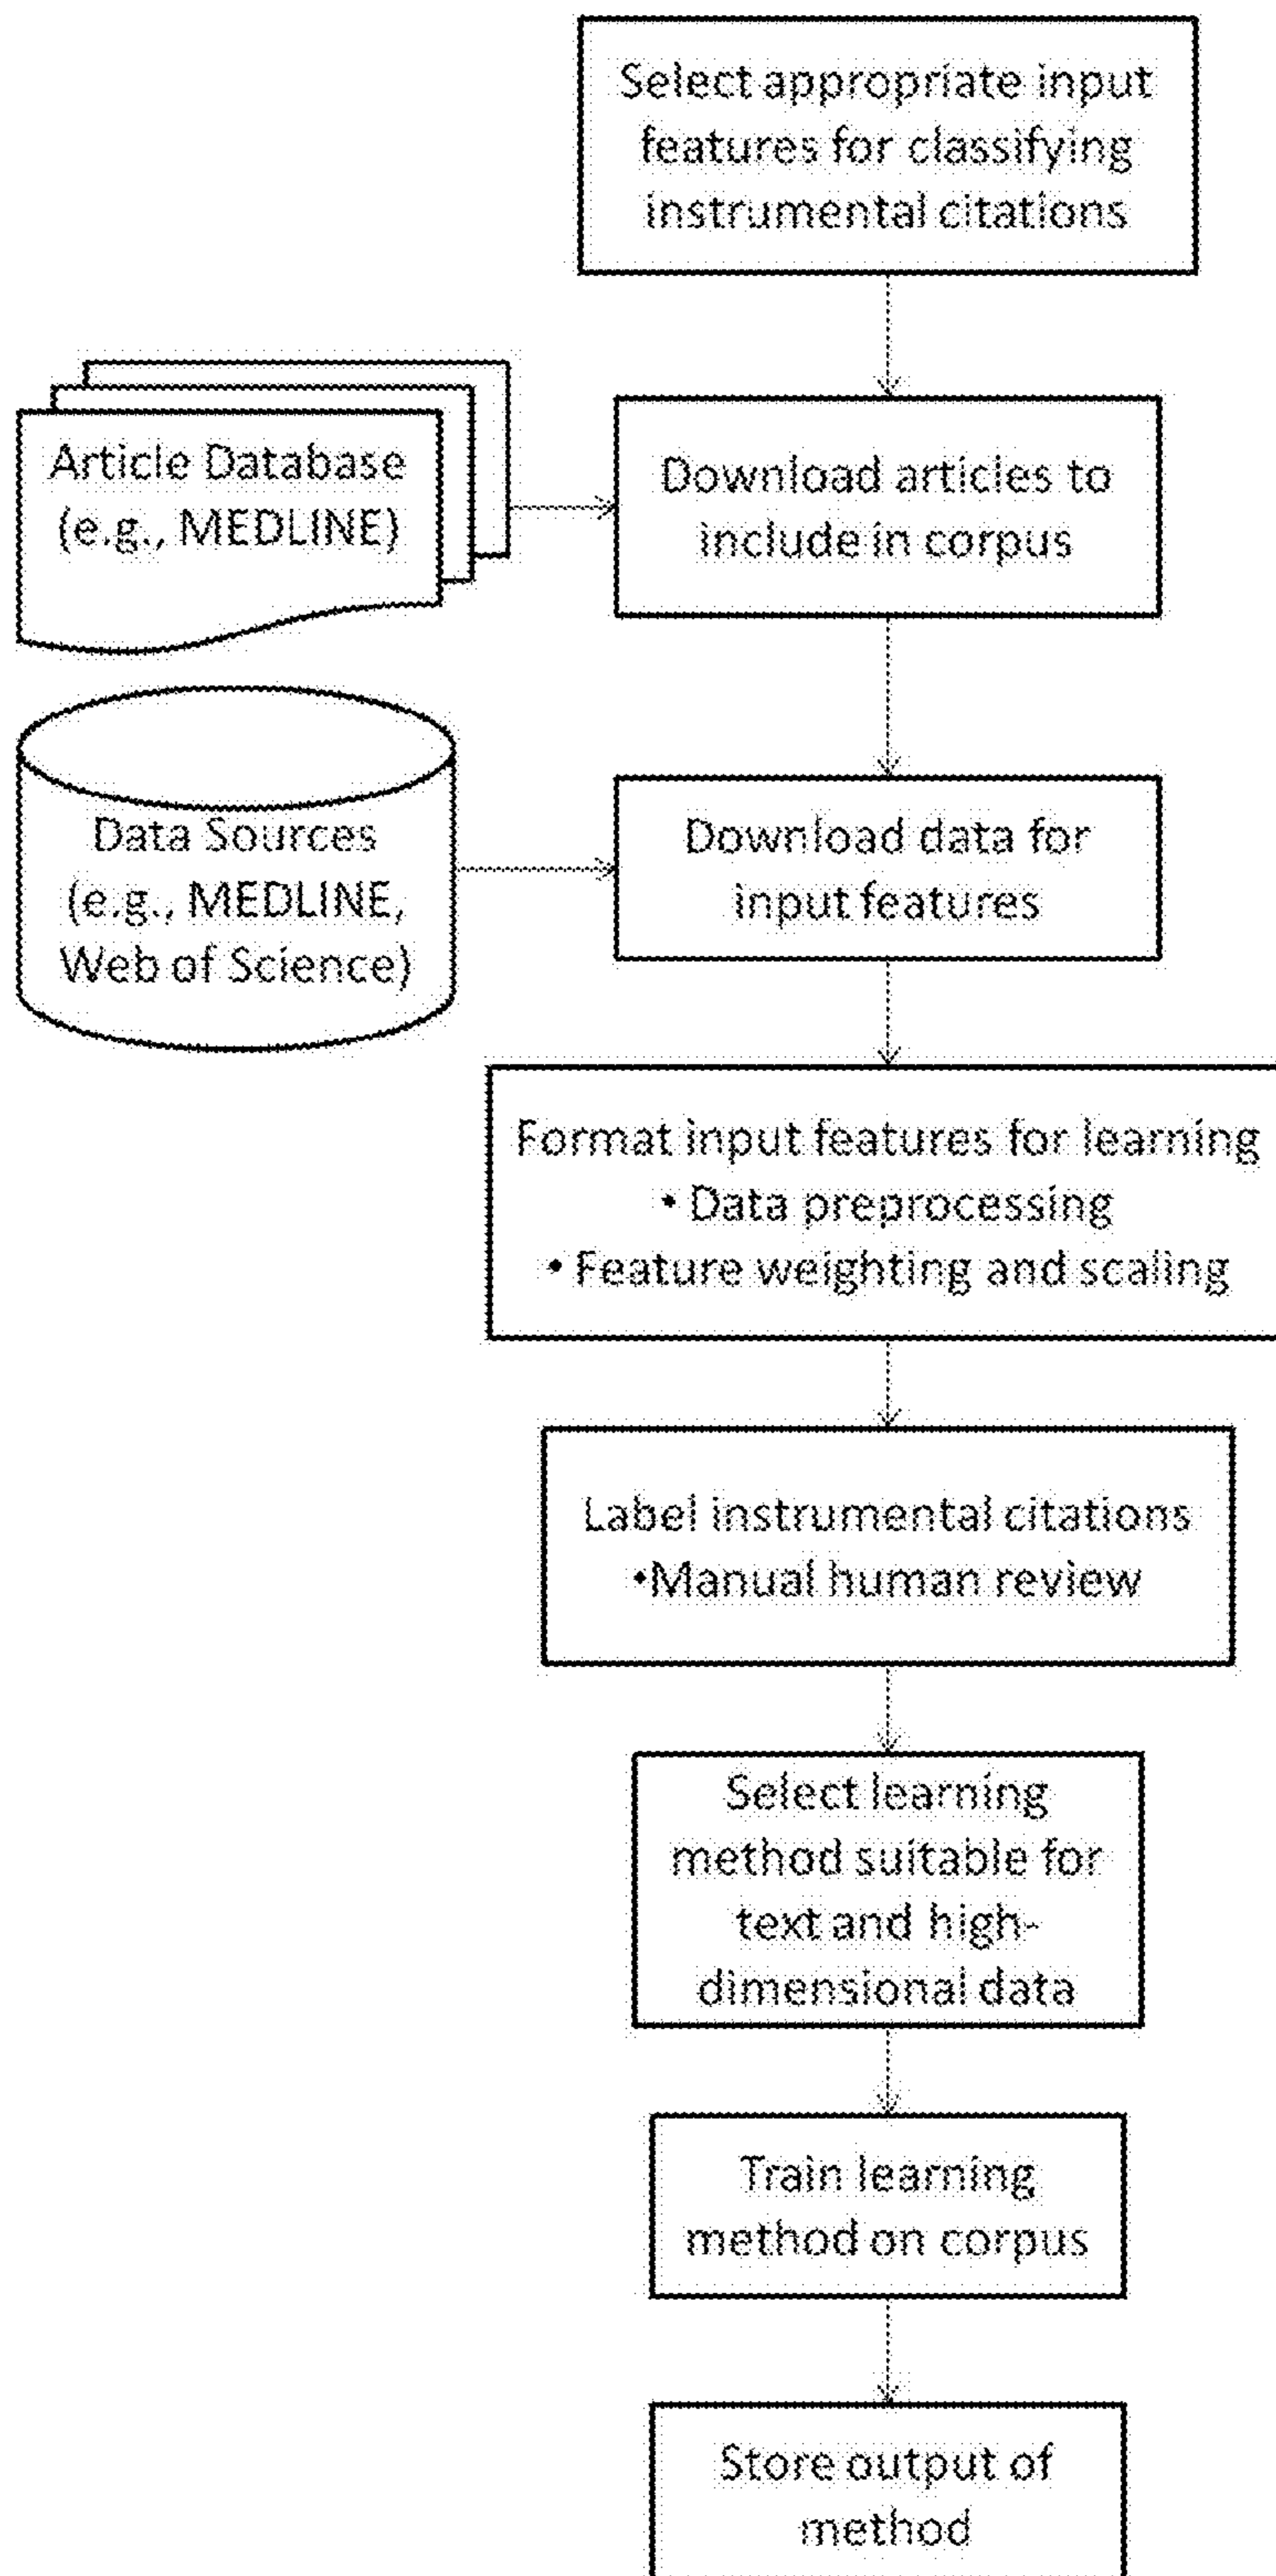 Select appropriate input
features for classifying
instrumental citations
Article Database
(e.g., MEDLINE)
Download articles to
include in corpus
Data Sources
(e.g., MEDLINE,
Web of Science)
Download data for
input features
Format input features for learning
• Data preprocessing
• Feature weighting and scaling
Label instrumental citations
•Manual human review
Select learning
method suitable for
text and high-
dimensional data
Train learning
method on corpus
Store output of
method